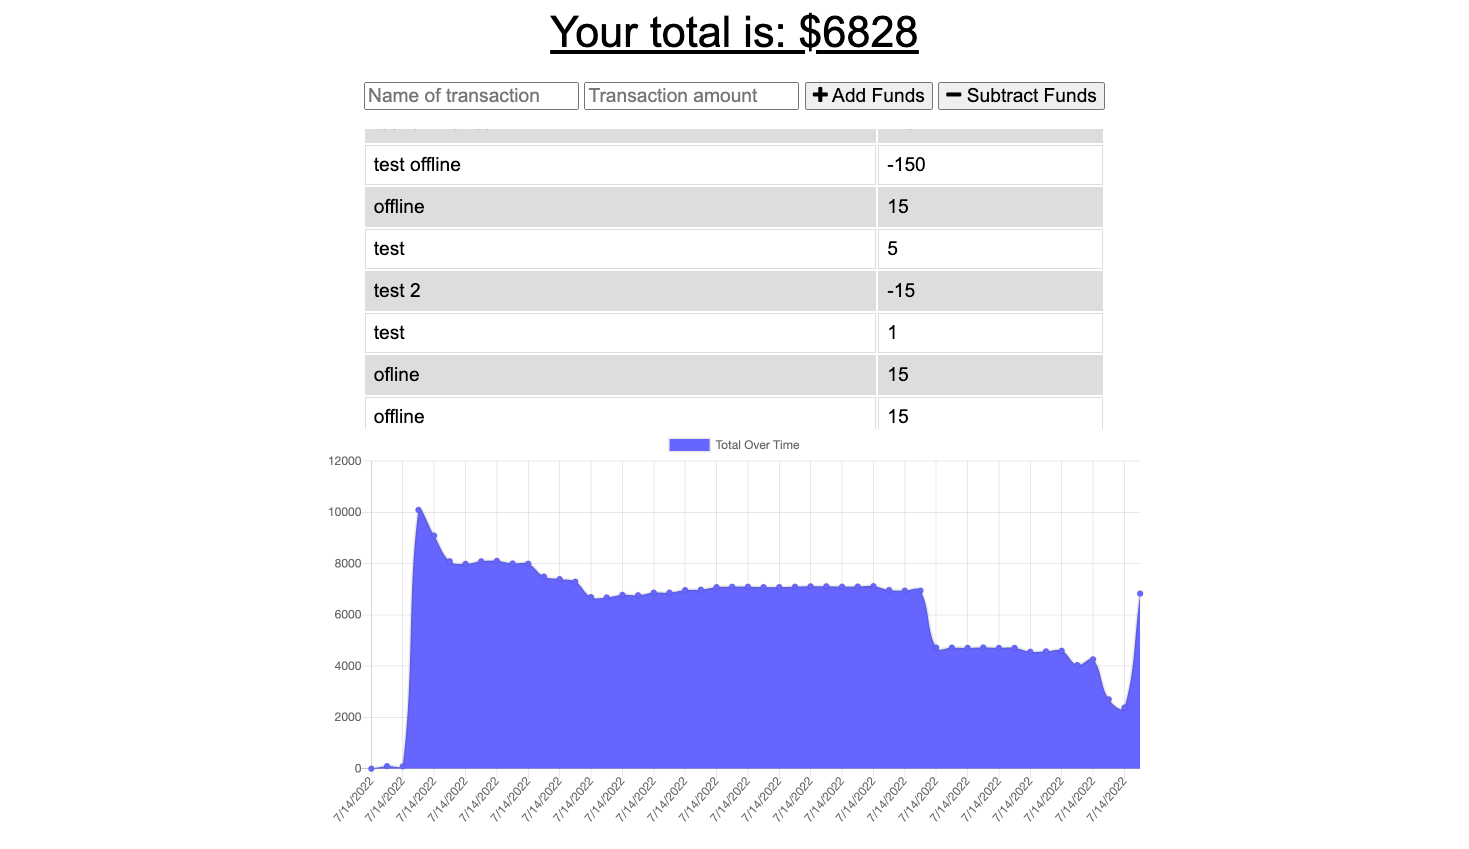 Your total is: $6828
Name of transaction Transaction amount Add Funds Subtract Funds
test offline -150
offline 15
test 5
test 2 -15
test 1
ofline 15
offline 15
Total Over Time
12000
10000
8000
6000
4000
2000
0
7/14/2022 7/14/2022 7/14/2022 7/14/2022 7/14/2022 7/14/2022 7/14/2022 7/14/2022 7/14/2022 7/14/2022 7/14/2022 7/14/2022 7/14/2022 7/14/2022 7/14/2022 7/14/2022 7/14/2022 7/14/2022 7/14/2022 7/14/2022 7/14/2022 7/14/2022 7/14/2022 7/14/2022 7/14/2022